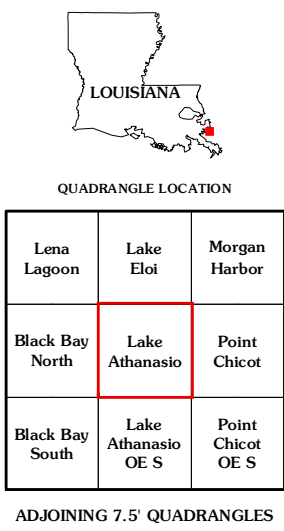 LOUISIANA
QUADRANGLE LOCATION
Lena
Lagoon
Lake
Eloi
Morgan
Harbor
Black Bay
North
Lake
Athanasio
Point
Chicot
Black Bay
South
Lake
Athanasio
OE S
Point
Chicot
OE S
ADJOINING 7.5' QUADRANGLES